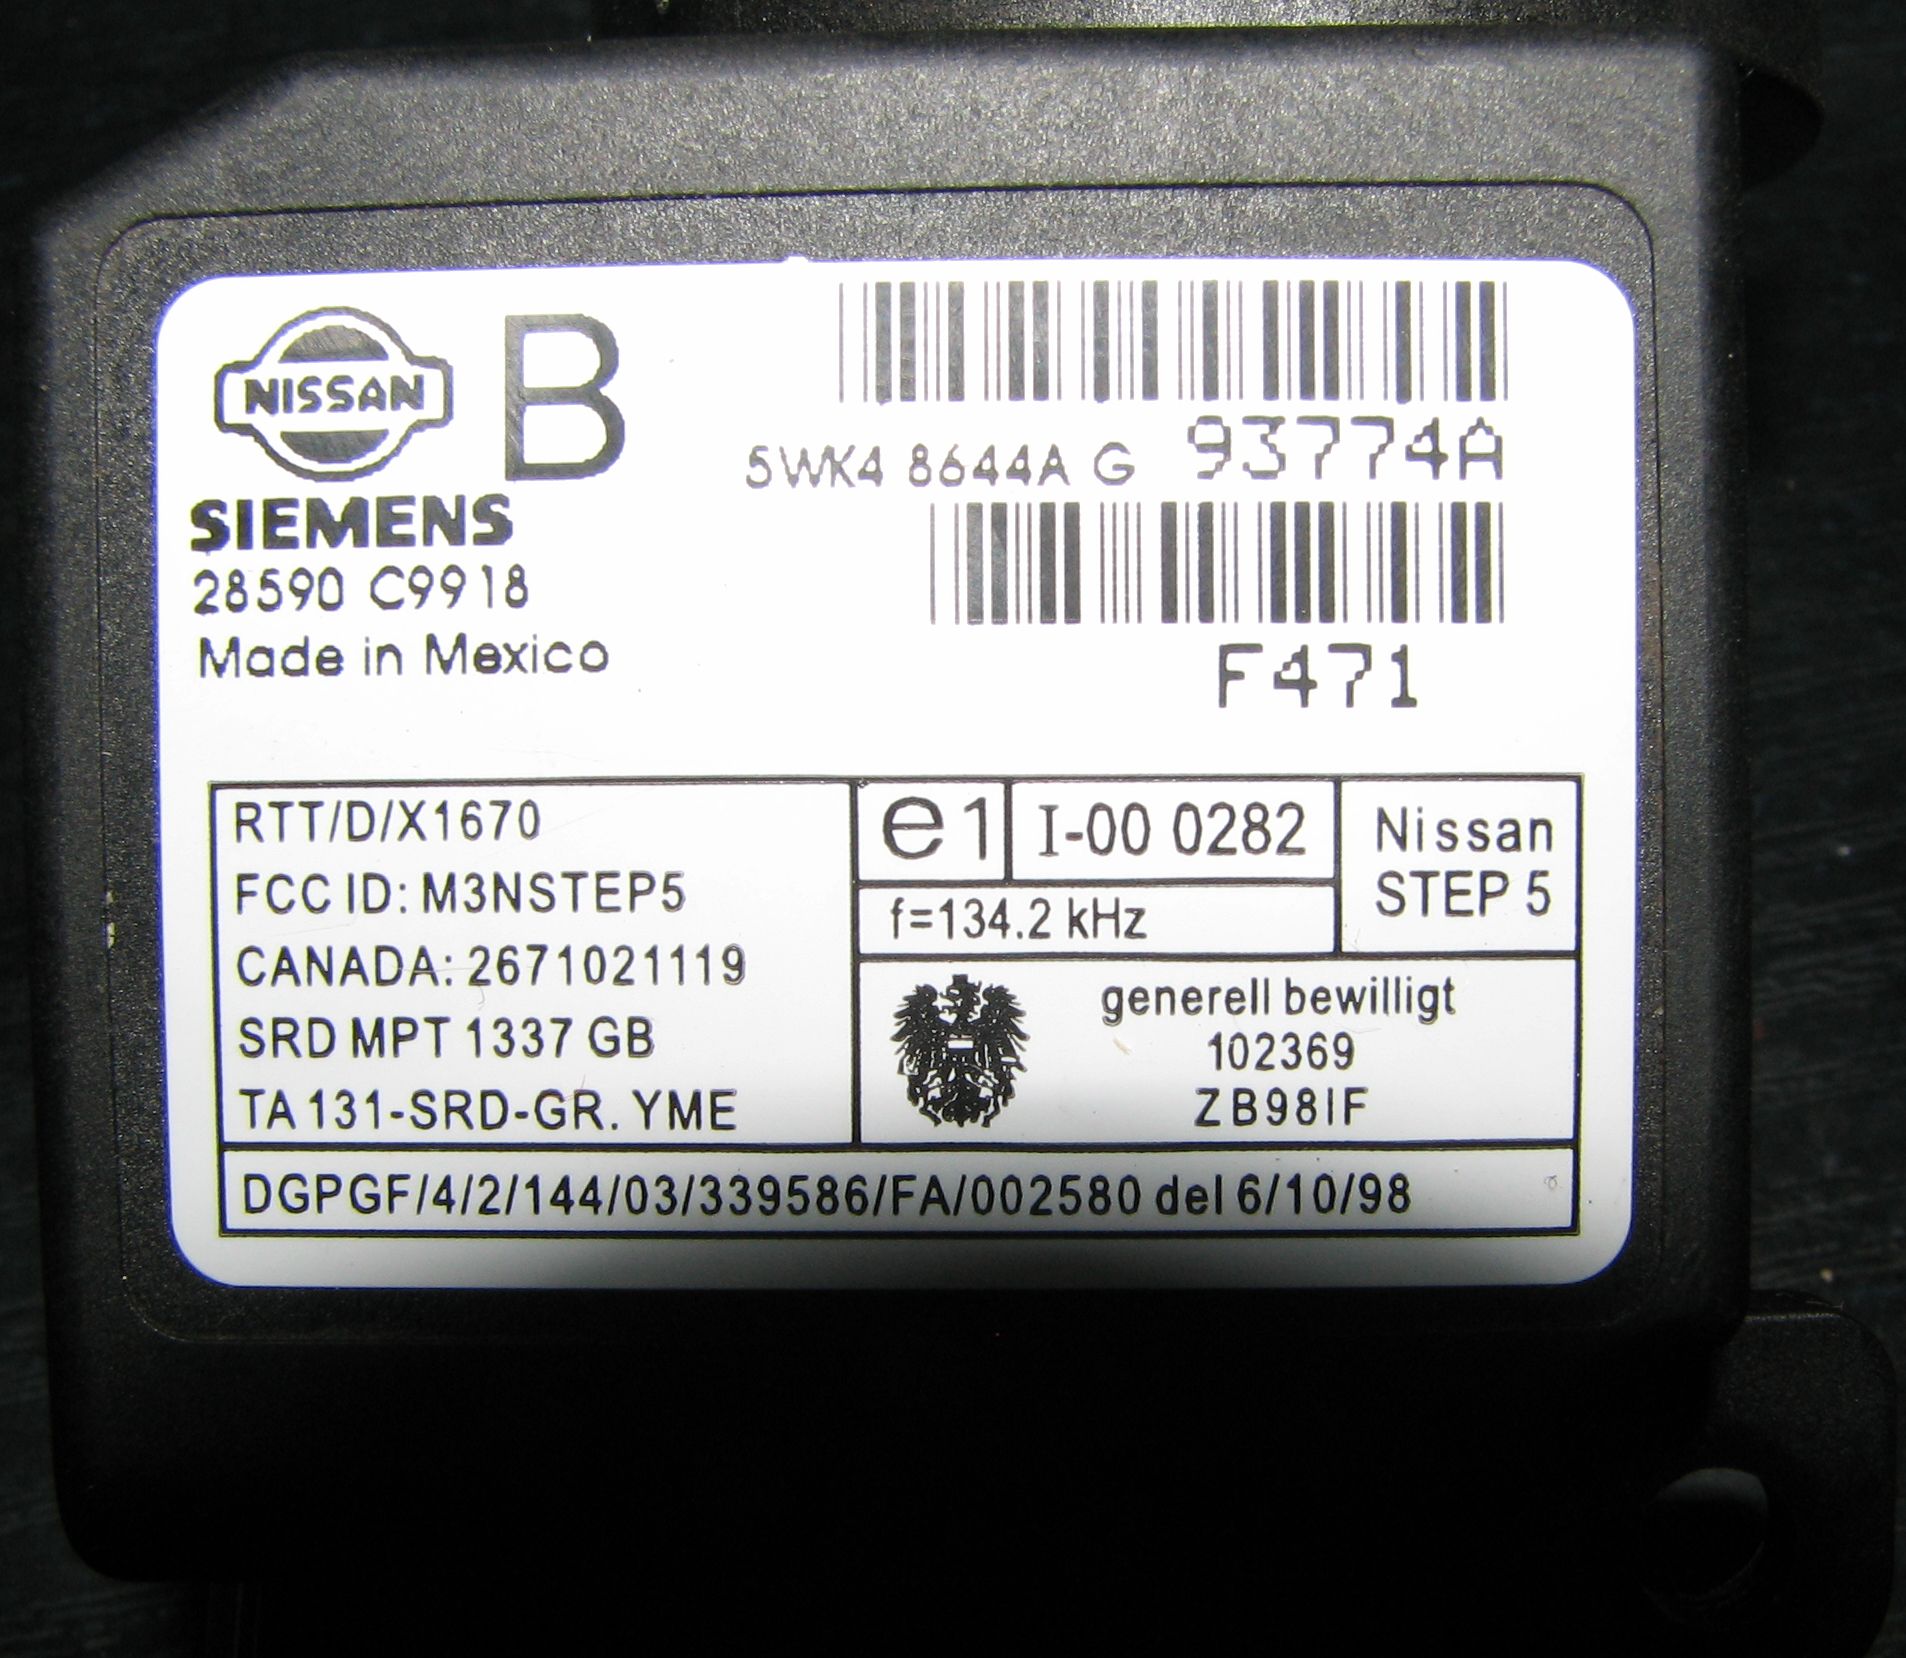 NISSAN
B
SIEMENS
28590 C9918
Made in Mexico
5WK4 8644A G 93774A
F471
RTT/D/X1670
FCC ID: M3NSTEP5
CANADA: 2671021119
SRD MPT 1337 GB
TA 131-SRD-GR. YME
e1
I-00 0282
f=134.2 kHz
Nissan
STEP 5
generell bewilligt
102369
ZB98IF
DGPGF/4/2/144/03/339586/FA/002580 del 6/10/98